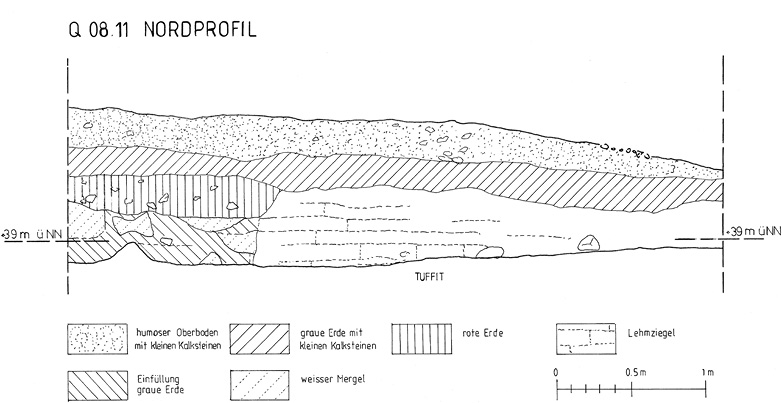 Q 08.11 NORDPROFIL
+39 m ü NN
+39 m ü NN
TUFFIT
humoser Oberboden
mit kleinen Kalksteinen
graue Erde mit
kleinen Kalksteinen
rote Erde
Lehmziegel
Einfüllung
graue Erde
weisser Mergel
0 0.5 m 1 m